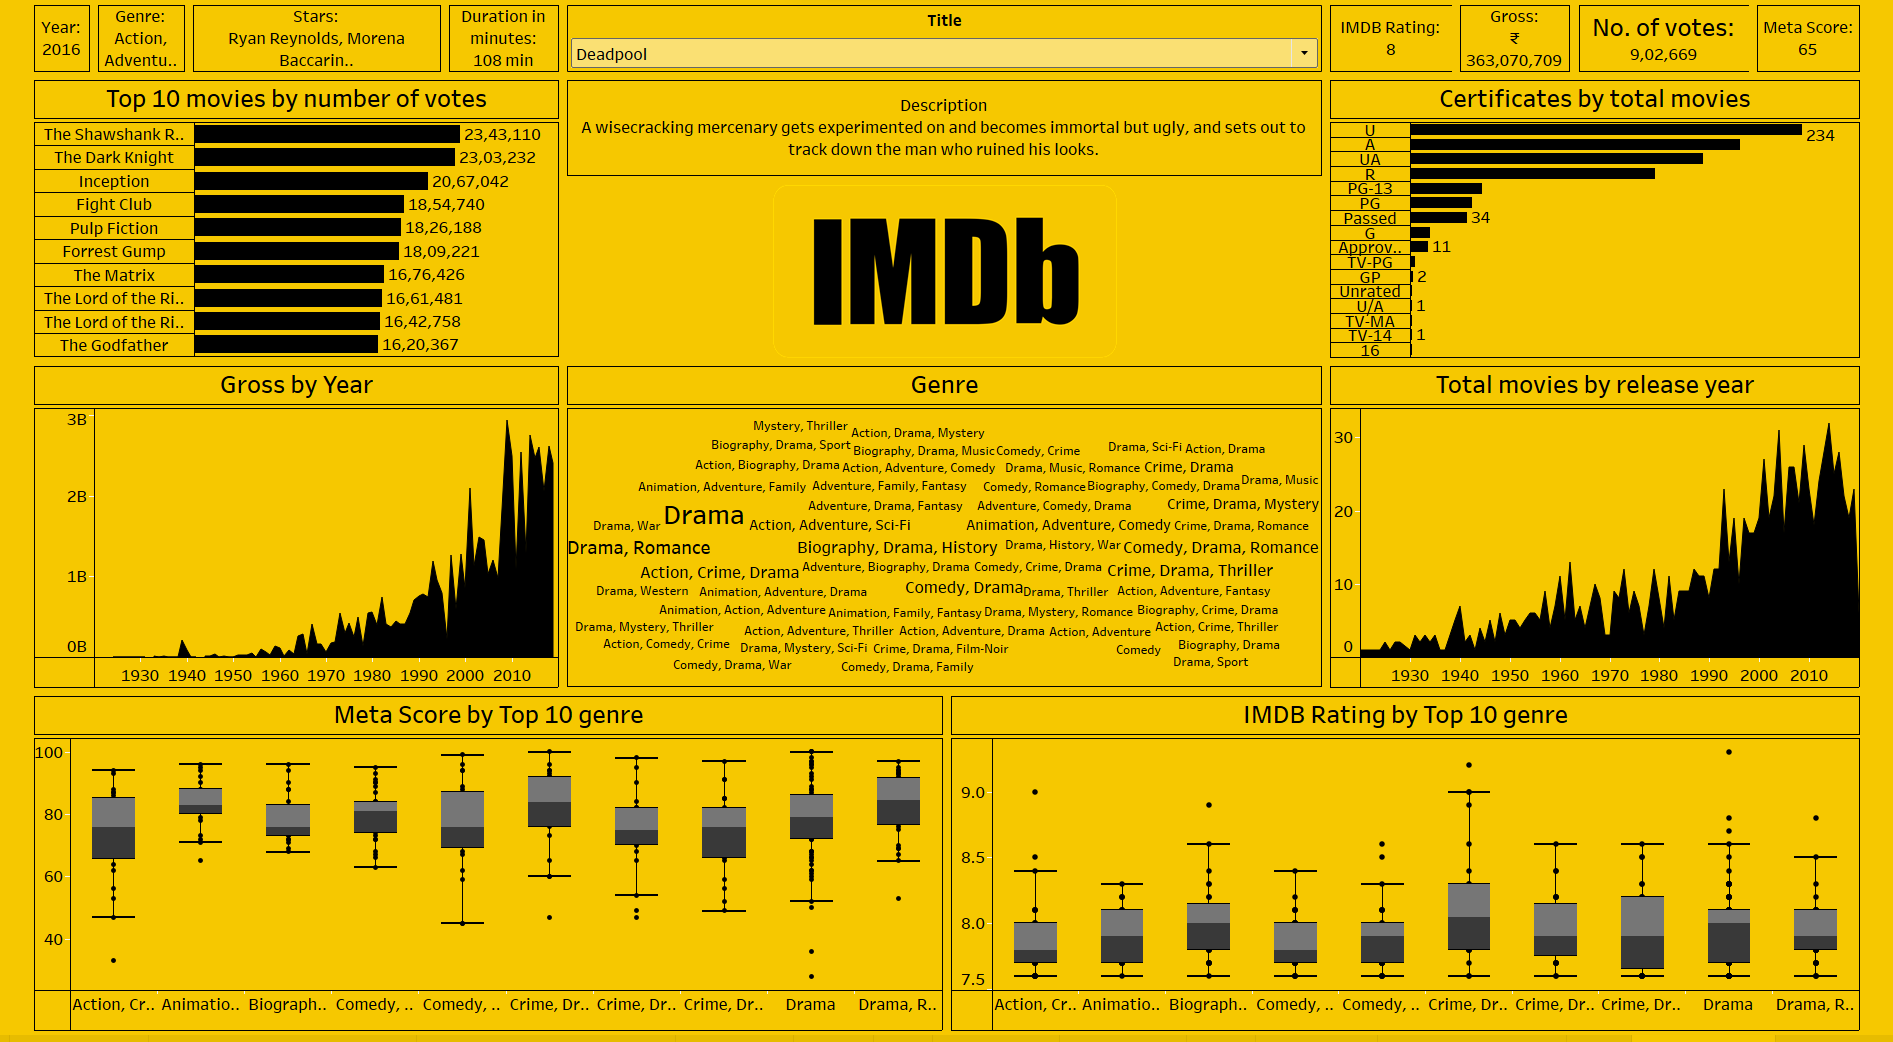 Year:
2016
Genre:
Action,
Adventu..
Stars:
Ryan Reynolds, Morena
Baccarin..
Duration in
minutes:
108 min
Title
Deadpool
IMDB Rating:
8
Gross:
₹
363,070,709
No. of votes:
9,02,669
Meta Score:
65
Top 10 movies by number of votes
The Shawshank R.. 23,43,110
The Dark Knight 23,03,232
Inception 20,67,042
Fight Club 18,54,740
Pulp Fiction 18,26,188
Forrest Gump 18,09,221
The Matrix 16,76,426
The Lord of the Ri.. 16,61,481
The Lord of the Ri.. 16,42,758
The Godfather 16,20,367
Description
A wisecracking mercenary gets experimented on and becomes immortal but ugly, and sets out to
track down the man who ruined his looks.
IMDb
Certificates by total movies
U 234
A
UA
R
PG-13
PG
Passed 34
G
Approv.. 11
TV-PG
GP 2
Unrated
U/A 1
TV-MA
TV-14 1
16
Gross by Year
3B
2B
1B
0B
1930 1940 1950 1960 1970 1980 1990 2000 2010
Genre
Mystery, Thriller
Action, Drama, Mystery
Biography, Drama, Sport
Biography, Drama, Music
Comedy, Crime
Drama, Sci-Fi
Action, Drama
Action, Biography, Drama
Action, Adventure, Comedy
Drama, Music, Romance
Crime, Drama
Animation, Adventure, Family
Adventure, Family, Fantasy
Comedy, Romance
Biography, Comedy, Drama
Drama, Music
Adventure, Drama, Fantasy
Adventure, Comedy, Drama
Crime, Drama, Mystery
Drama, War
Drama
Action, Adventure, Sci-Fi
Animation, Adventure, Comedy
Crime, Drama, Romance
Drama, Romance
Biography, Drama, History
Drama, History, War
Comedy, Drama, Romance
Action, Crime, Drama
Adventure, Biography, Drama
Comedy, Crime, Drama
Crime, Drama, Thriller
Drama, Western
Animation, Adventure, Drama
Comedy, Drama
Drama, Thriller
Action, Adventure, Fantasy
Animation, Action, Adventure
Animation, Family, Fantasy
Drama, Mystery, Romance
Biography, Crime, Drama
Drama, Mystery, Thriller
Action, Adventure, Thriller
Action, Adventure, Drama
Action, Adventure
Action, Crime, Thriller
Action, Comedy, Crime
Drama, Mystery, Sci-Fi
Crime, Drama, Film-Noir
Comedy
Biography, Drama
Comedy, Drama, War
Comedy, Drama, Family
Drama, Sport
Total movies by release year
30
20
10
0
1930 1940 1950 1960 1970 1980 1990 2000 2010
Meta Score by Top 10 genre
100
80
60
40
Action, Cr.. Animatio.. Biograph.. Comedy, .. Comedy, .. Crime, Dr.. Crime, Dr.. Crime, Dr.. Drama Drama, R..
IMDB Rating by Top 10 genre
9.0
8.5
8.0
7.5
Action, Cr.. Animatio.. Biograph.. Comedy, .. Comedy, .. Crime, Dr.. Crime, Dr.. Crime, Dr.. Drama Drama, R..